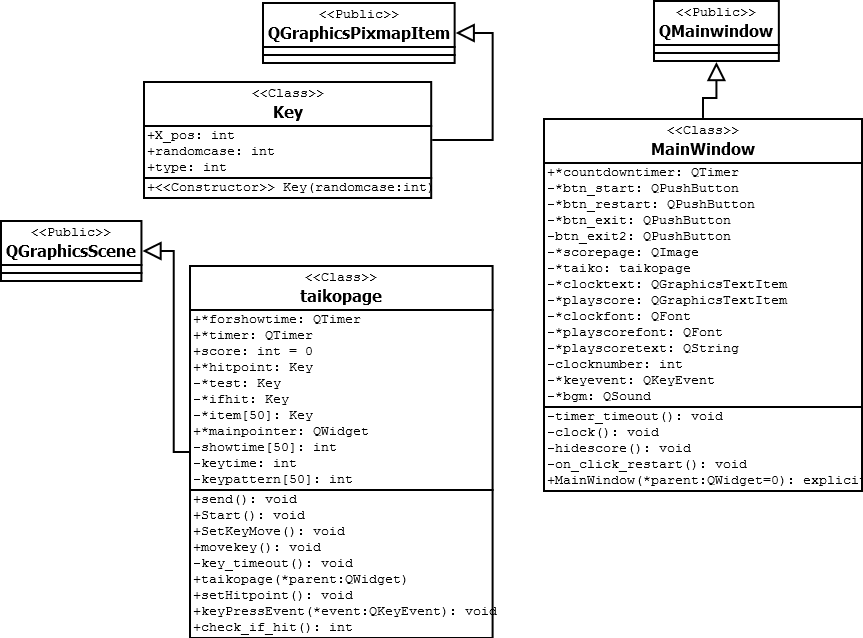 <<Public>>
QGraphicsPixmapItem
<<Public>>
QMainwindow
<<Class>>
Key
+X_pos: int
+randomcase: int
+type: int
+<<Constructor>> Key(randomcase:int)
<<Class>>
MainWindow
+*countdowntimer: QTimer
-*btn_start: QPushButton
-*btn_restart: QPushButton
-*btn_exit: QPushButton
-btn_exit2: QPushButton
-*scorepage: QImage
-*taiko: taikopage
-*clocktext: QGraphicsTextItem
-*playscore: QGraphicsTextItem
-*clockfont: QFont
-*playscorefont: QFont
-*playscoretext: QString
-clocknumber: int
-*keyevent: QKeyEvent
-*bgm: QSound
-timer_timeout(): void
-clock(): void
-hidescore(): void
-on_click_restart(): void
+MainWindow(*parent:QWidget=0): explici
<<Public>>
QGraphicsScene
<<Class>>
taikopage
+*forshowtime: QTimer
+*timer: QTimer
+score: int = 0
+*hitpoint: Key
-*test: Key
-*ifhit: Key
-*item[50]: Key
+*mainpointer: QWidget
-showtime[50]: int
-keytime: int
-keypattern[50]: int
+send(): void
+Start(): void
+SetKeyMove(): void
+movekey(): void
-key_timeout(): void
+taikopage(*parent:QWidget)
+setHitpoint(): void
+keyPressEvent(*event:QKeyEvent): void
+check_if_hit(): int